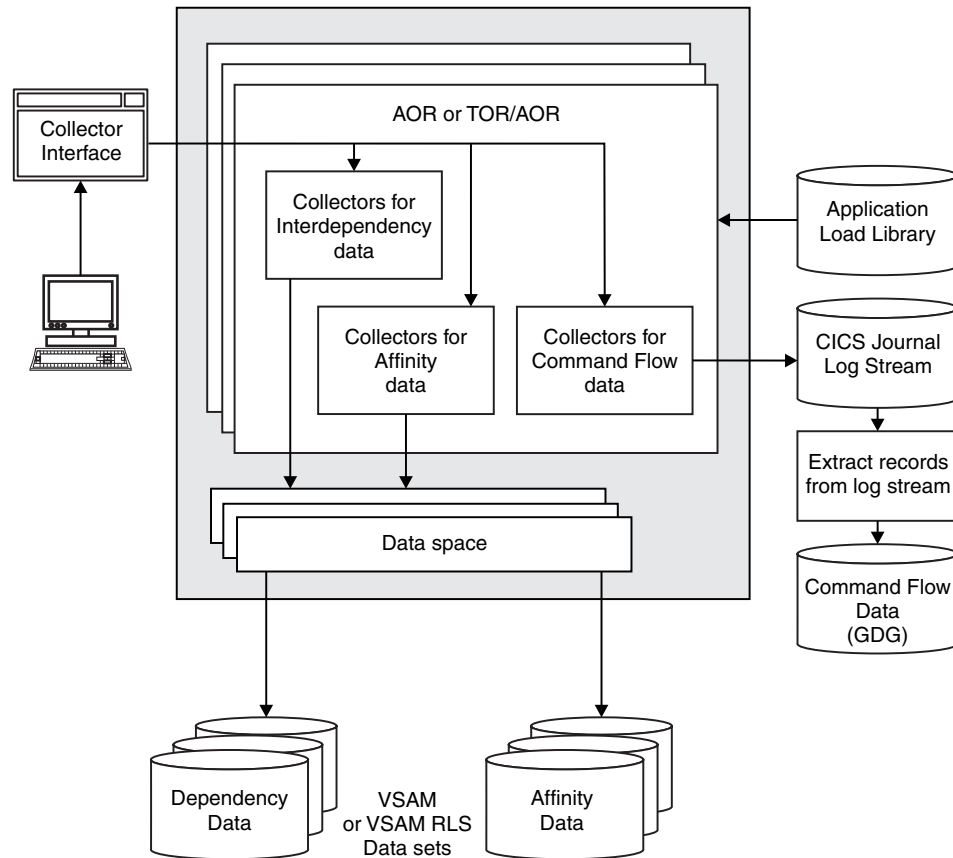 AOR or TOR/AOR
Collector
Interface
Collectors for
Interdependency
data
Application
Load Library
Collectors for
Affinity
data
Collectors for
Command Flow
data
CICS Journal
Log Stream
Extract records
from log stream
Data space
Command Flow
Data
(GDG)
Dependency
Data
VSAM
or VSAM RLS
Data sets
Affinity
Data